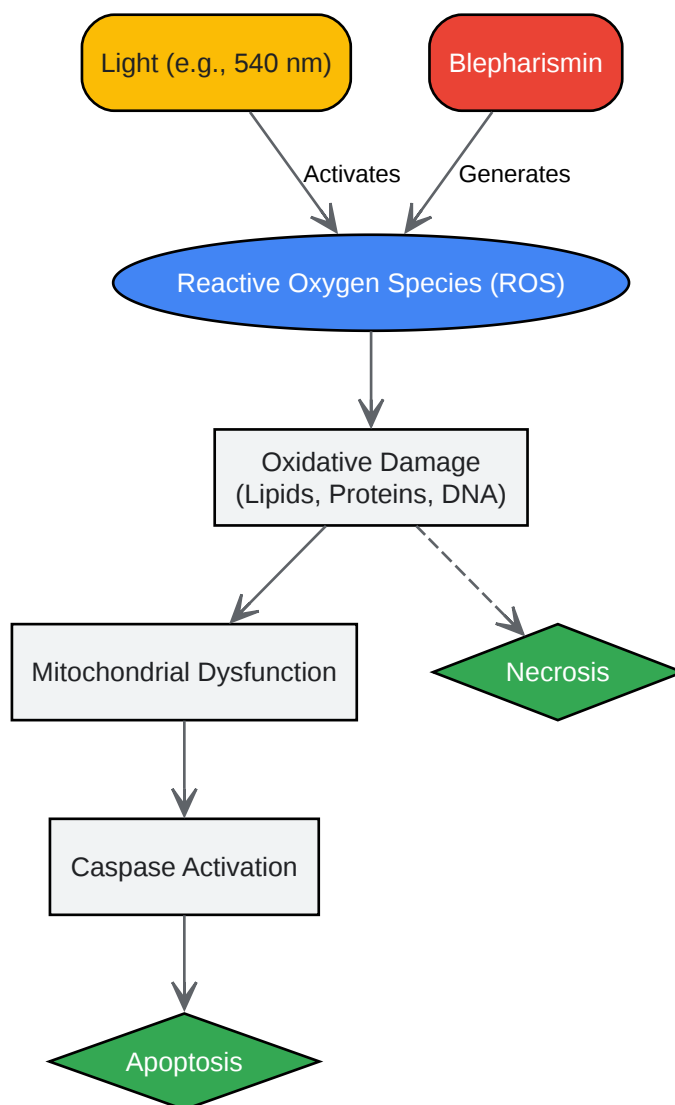 Light (e.g., 540 nm)
Blepharismin
Activates
Generates
Reactive Oxygen Species (ROS)
Oxidative Damage
(Lipids, Proteins, DNA)
Mitochondrial Dysfunction
Necrosis
Caspase Activation
Apoptosis